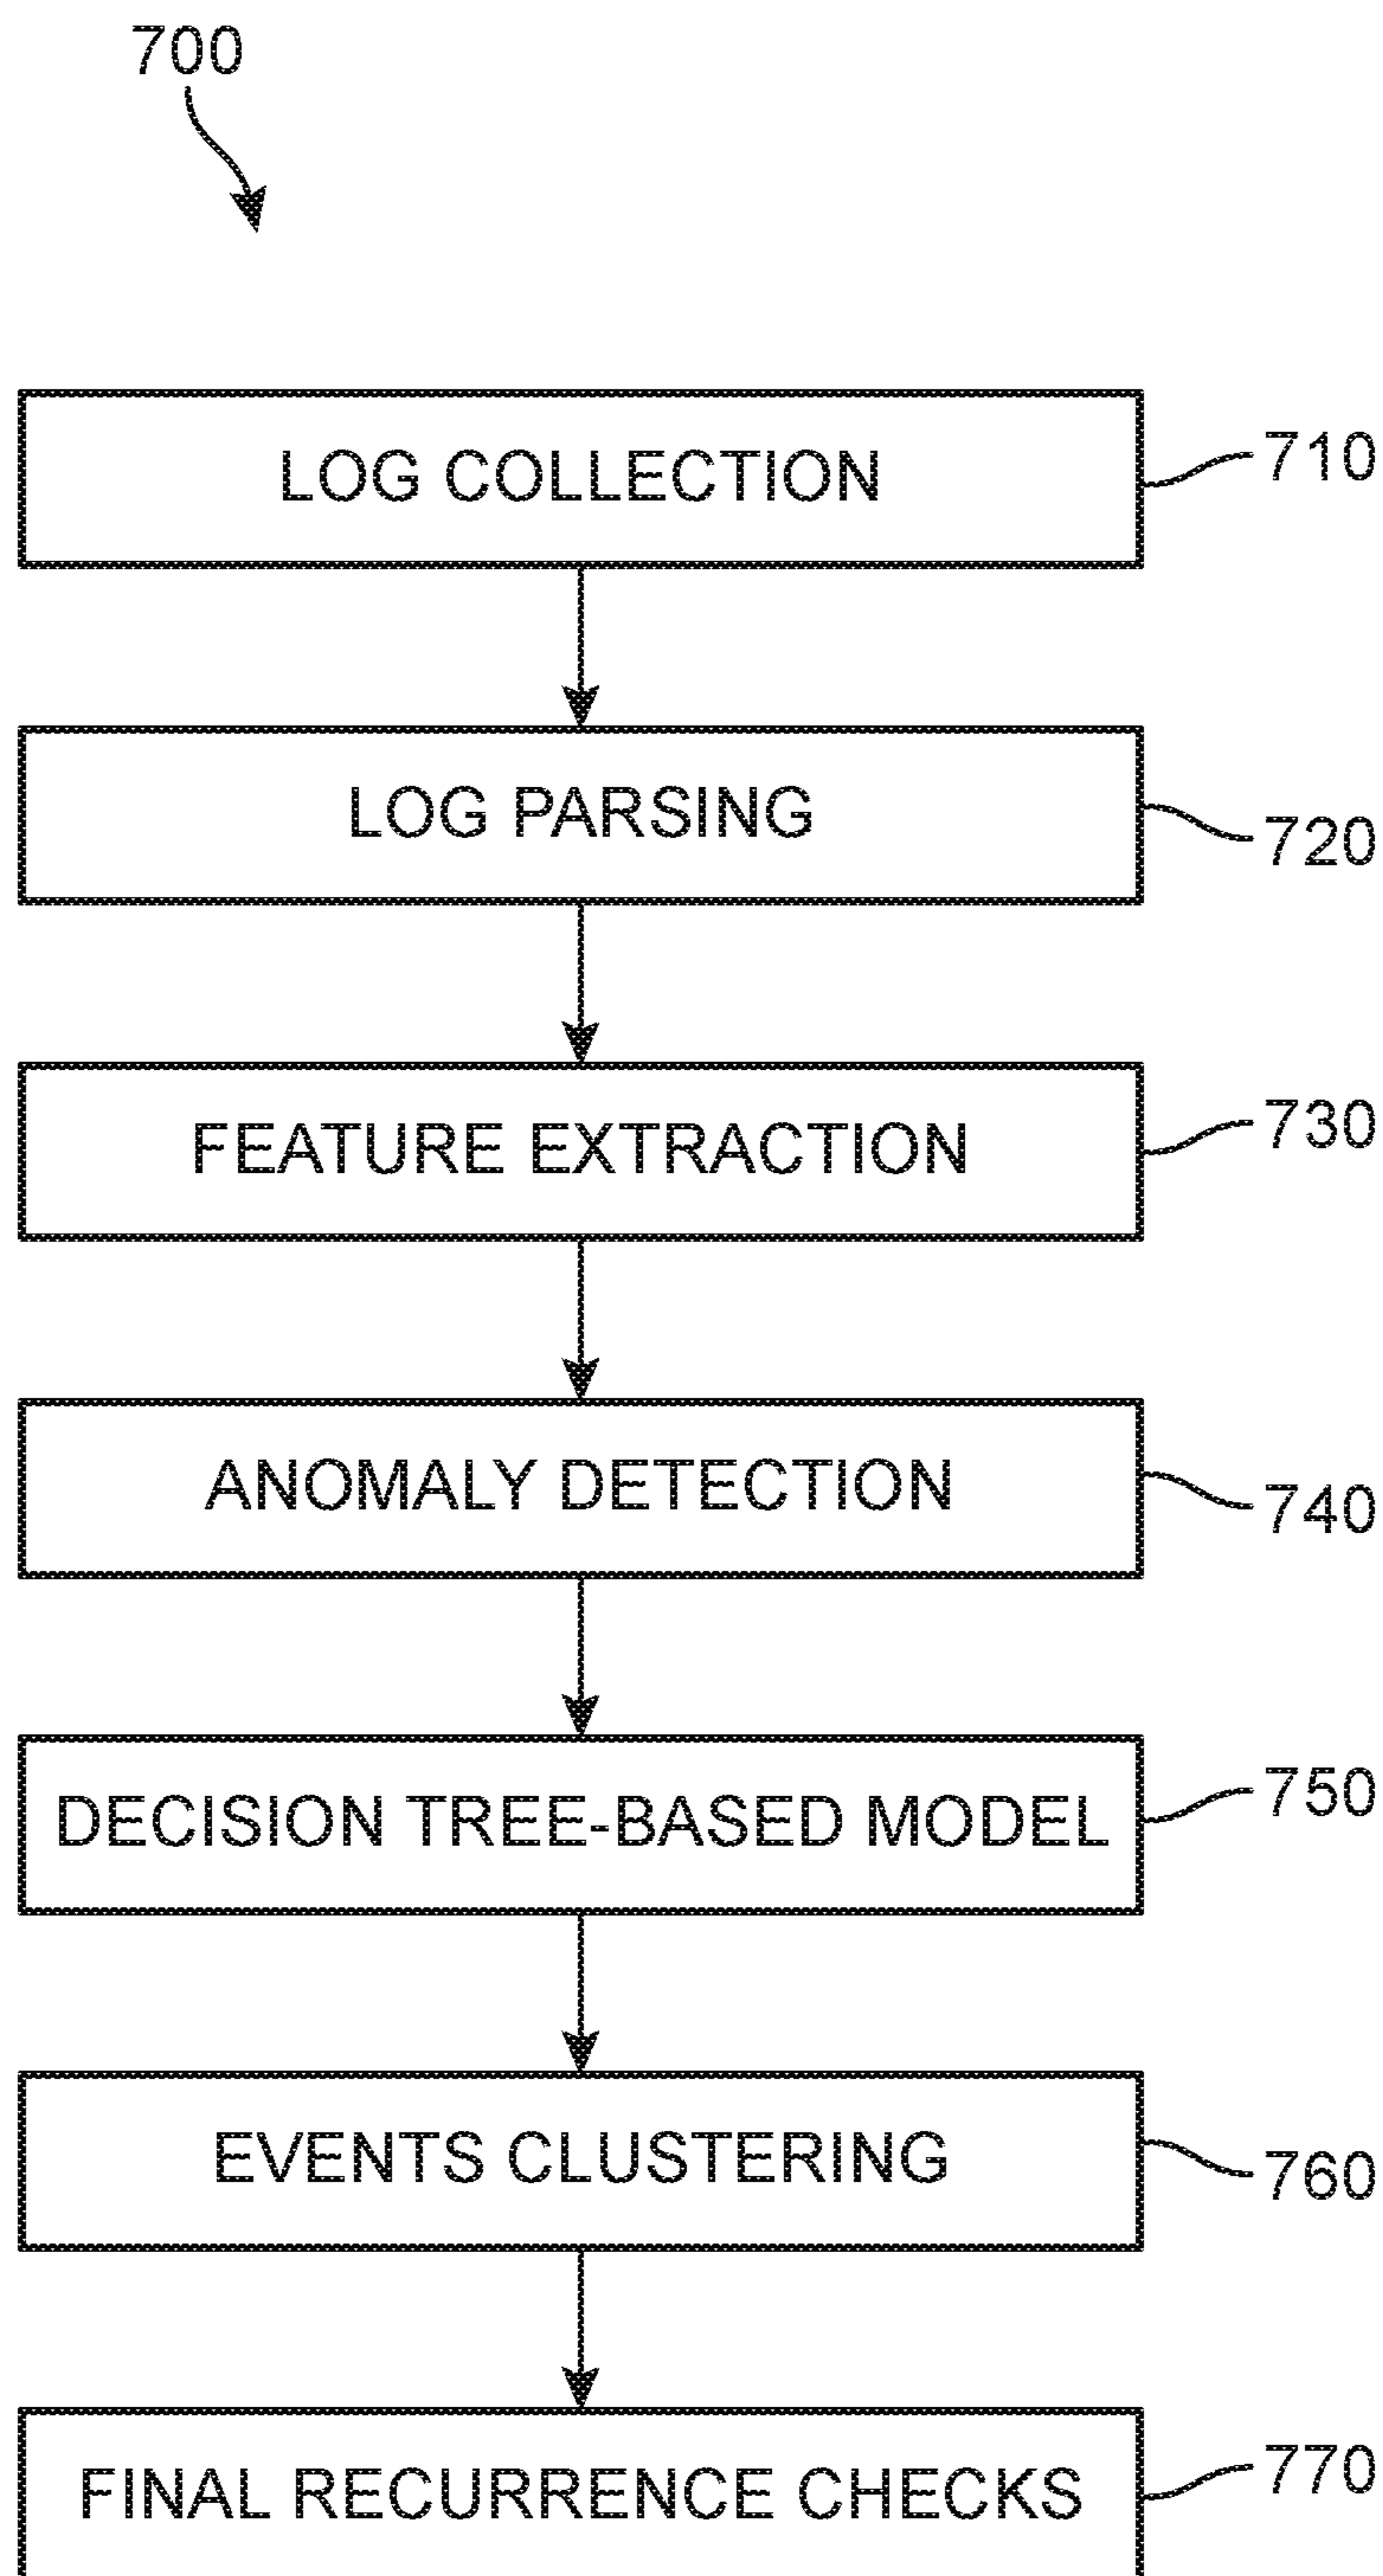 700
LOG COLLECTION
710
LOG PARSING
720
FEATURE EXTRACTION
730
ANOMALY DETECTION
740
DECISION TREE-BASED MODEL
750
EVENTS CLUSTERING
760
FINAL RECURRENCE CHECKS
770